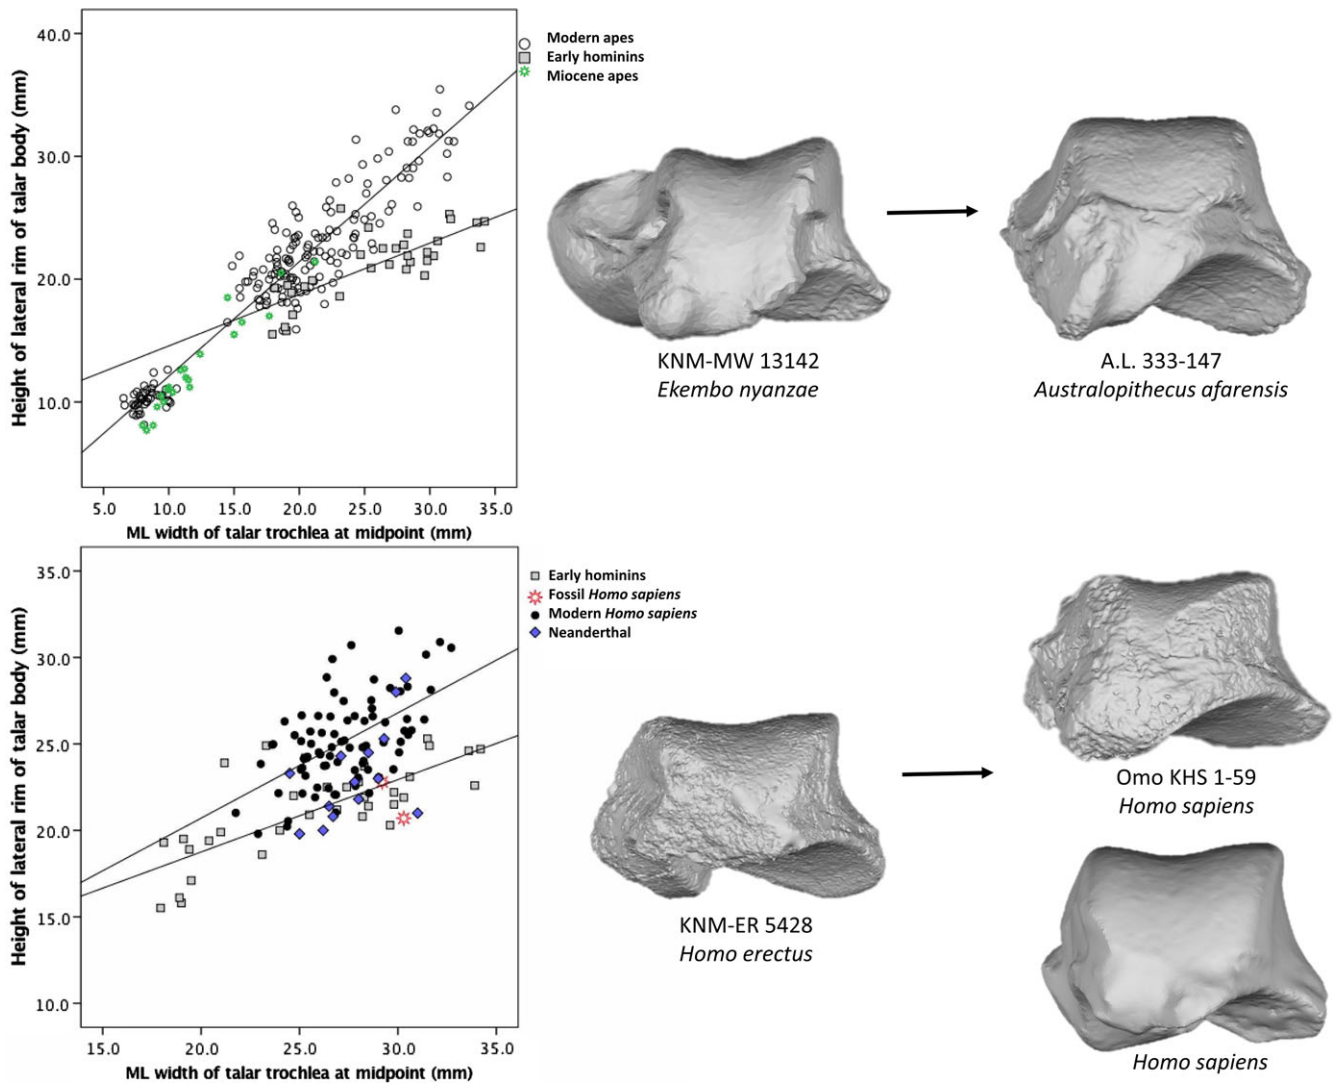 40.0
30.0
20.0
10.0
Height of lateral rim of talar body (mm)
5.0 10.0 15.0 20.0 25.0 30.0 35.0
ML width of talar trochlea at midpoint (mm)
Modern apes
Early hominins
Miocene apes
KNM-MW 13142
Ekembo nyanzae
A.L. 333-147
Australopithecus afarensis
35.0
30.0
25.0
20.0
15.0
10.0
Height of lateral rim of talar body (mm)
15.0 20.0 25.0 30.0 35.0
ML width of talar trochlea at midpoint (mm)
Early hominins
Fossil Homo sapiens
Modern Homo sapiens
Neanderthal
KNM-ER 5428
Homo erectus
Omo KHS 1-59
Homo sapiens
Homo sapiens